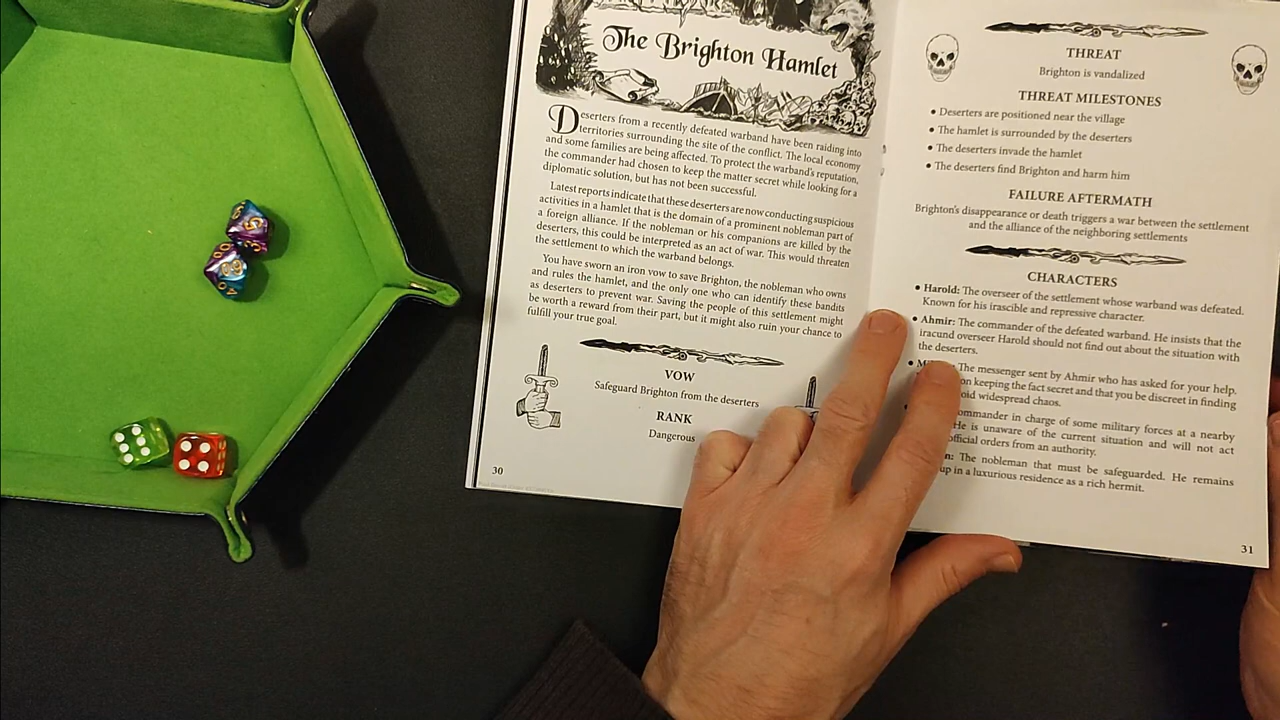 The Brighton Hamlet
Deserters from a recently defeated warband have been raiding into
territories surrounding the site of the conflict. The local economy
and some families are being affected. To protect the warband's reputation,
the commander had chosen to keep the matter secret while looking for a
diplomatic solution, but has not been successful.
Latest reports indicate that these deserters are now conducting suspicious
activities in a hamlet that is the domain of a prominent nobleman part of
a foreign alliance. If the nobleman or his companions are killed by the
deserters, this could be interpreted as an act of war. This would threaten
the settlement to which the warband belongs.
You have sworn an iron vow to save Brighton, the nobleman who owns
and rules the hamlet, and the only one who can identify these bandits
as deserters to prevent war. Saving the people of this settlement might
be worth a reward from their part, but it might also ruin your chance to
fulfill your true goal.
VOW
Safeguard Brighton from the deserters
RANK
Dangerous
30
THREAT
Brighton is vandalized
THREAT MILESTONES
• Deserters are positioned near the village
• The hamlet is surrounded by the deserters
• The deserters invade the hamlet
• The deserters find Brighton and harm him
FAILURE AFTERMATH
Brighton's disappearance or death triggers a war between the settlement
and the alliance of the neighboring settlements
CHARACTERS
• Harold: The overseer of the settlement whose warband was defeated.
Known for his irascible and repressive character.
• Ahmir: The commander of the defeated warband. He insists that the
iracund overseer Harold should not find out about the situation with
the deserters.
• The messenger sent by Ahmir who has asked for your help.
on keeping the fact secret and that you be discreet in finding
widespread chaos.
commander in charge of some military forces at a nearby
He is unaware of the current situation and will not act
official orders from an authority.
The nobleman that must be safeguarded. He remains
up in a luxurious residence as a rich hermit.
31